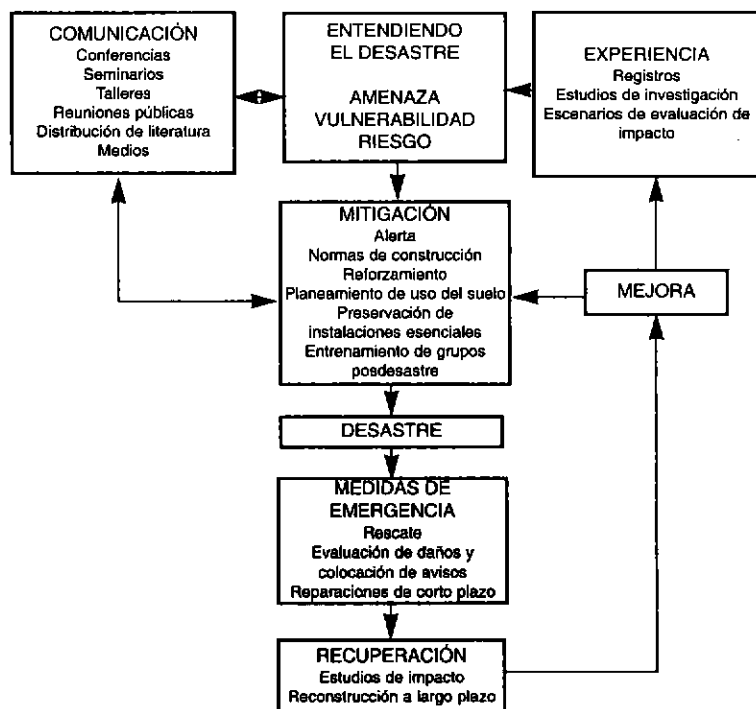 COMUNICACIÓN
Conferencias
Seminarios
Talleres
Reuniones públicas
Distribución de literatura
Medios
ENTENDIENDO
EL DESASTRE
AMENAZA
VULNERABILIDAD
RIESGO
EXPERIENCIA
Registros
Estudios de investigación
Escenarios de evaluación de
impacto
MITIGACIÓN
Alerta
Normas de construcción
Reforzamiento
Planeamiento de uso del suelo
Preservación de
instalaciones esenciales
Entrenamiento de grupos
posdesastre
MEJORA
DESASTRE
MEDIDAS DE
EMERGENCIA
Rescate
Evaluación de daños y
colocación de avisos
Reparaciones de corto plazo
RECUPERACIÓN
Estudios de impacto
Reconstrucción a largo plazo